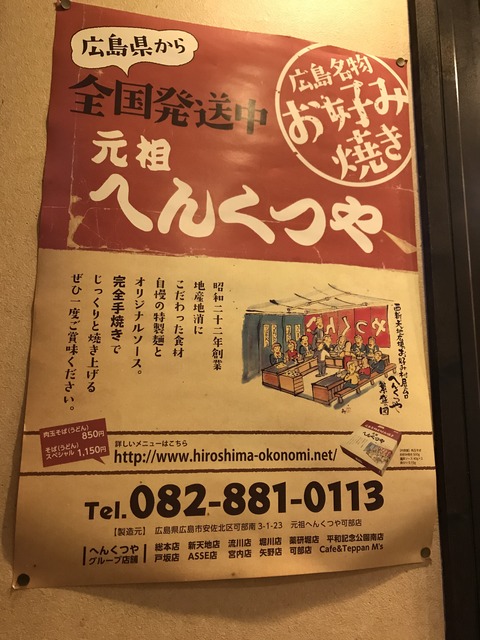 広島県から
全国発送中
広島名物
お好み
焼き
元祖
へんくつや
昭和二十二年創業
地産地消に
こだわった食材
自慢の特製麺と
オリジナルソース。
完全手焼きで
じっくりと焼き上げる
ぜひ一度ご賞味ください。
へんくつや
肉玉そば(うどん) 850円
そば(うどん)
スペシャル 1,150円
詳しいメニューはこちら
http://www.hiroshima-okonomi.net/
へんくつや
Tel.082-881-0113
【製造元】 広島県広島市安佐北区可部南3-1-23 元祖へんくつや可部店
へんくつや
グループ店舗
総本店 新天地店 流川店 堀川店 薬研堀店 平和記念公園南店
戸坂店 ASSE店 宮内店 矢野店 可部店 Cafe&Teppan M's